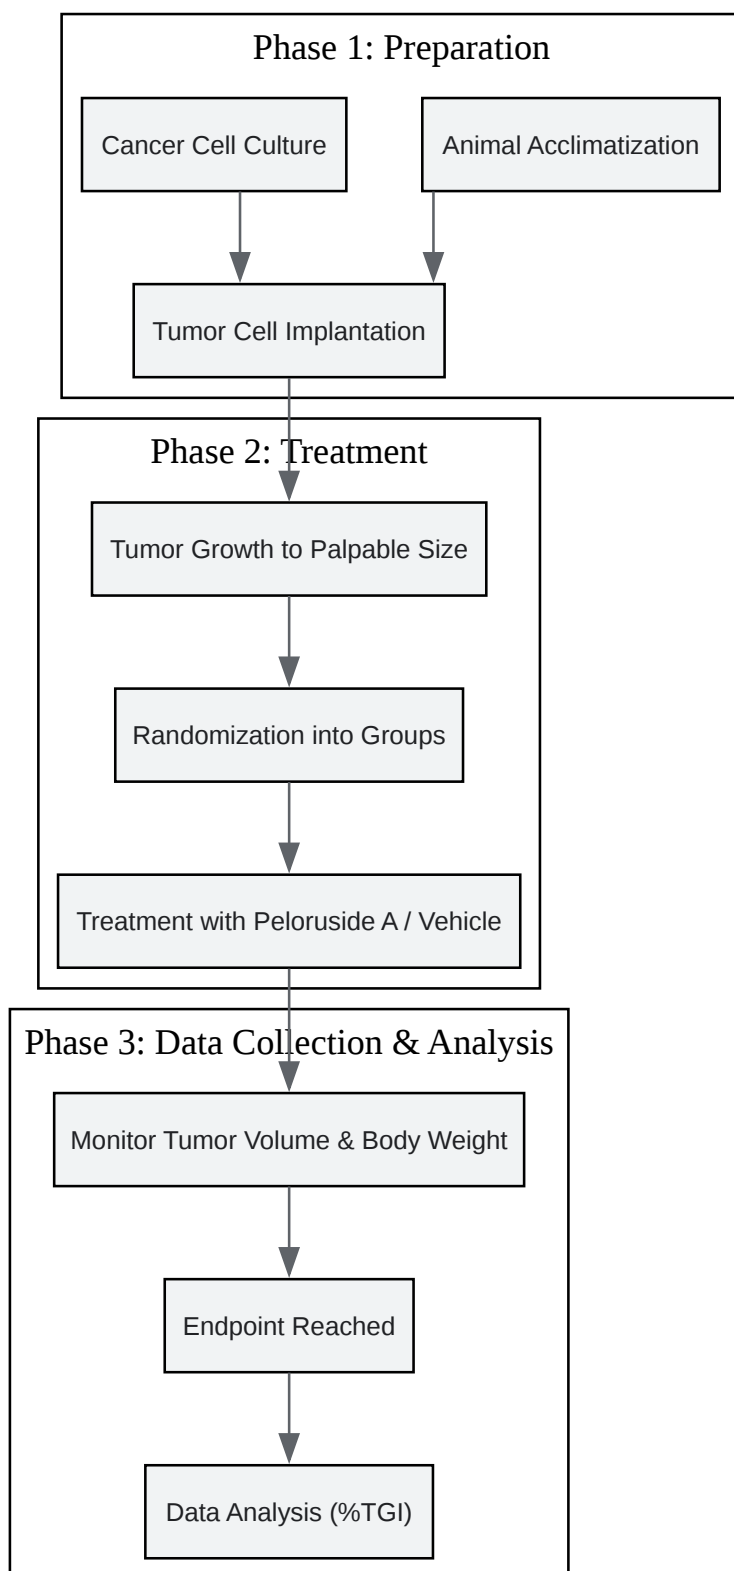 Phase 1: Preparation
Cancer Cell Culture
Animal Acclimatization
Tumor Cell Implantation
Phase 2: Treatment
Tumor Growth to Palpable Size
Randomization into Groups
Treatment with Peloruside A / Vehicle
Phase 3: Data Collection & Analysis
Monitor Tumor Volume & Body Weight
Endpoint Reached
Data Analysis (%TGI)